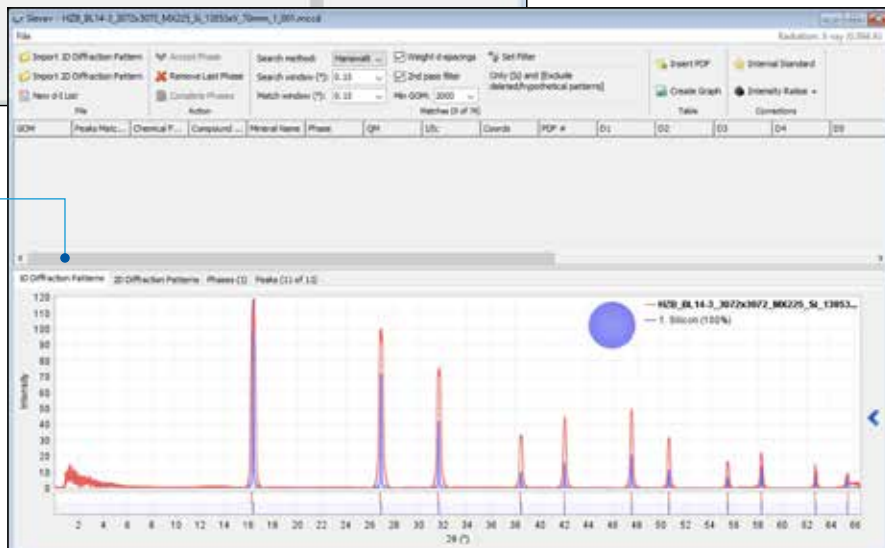 Sieve+ - HZB_BL14-3_3072x3072_MX225_Si_13853eV_70mm_1_001.mccd
File
Radiation: X-ray
Import 1D Diffraction Pattern Accept Phase Search method: Hanawalt Weight d-spacings Set Filter Insert PDF Internal Standard
Import 2D Diffraction Pattern Remove Last Phase Search window (°): 0.15 2nd pass filter Only (Si) and [Exclude deleted/hypothetical patterns] Create Graph Intensity Ratios
New d-I List Complete Phases Match window (°): 0.15 Min GOM: 2000
File Action Matches Table Corrections
GOM Peaks Matc... Chemical F... Compound ... Mineral Name Phase QM I/Ic Coords PDF # D1 D2 D3 D4 D5
1D Diffraction Patterns 2D Diffraction Patterns Phases (1) Peaks (11 of 12)
HZB_BL14-3_3072x3072_MX225_Si_13853...
1. Silicon (100%)
Intensity
120
110
100
90
80
70
60
50
40
30
20
10
0
2 4 6 8 10 12 14 16 18 20 22 24 26 28 30 32 34 36 38 40 42 44 46 48 50 52 54 56 58 60 62 64 66
2θ (°)